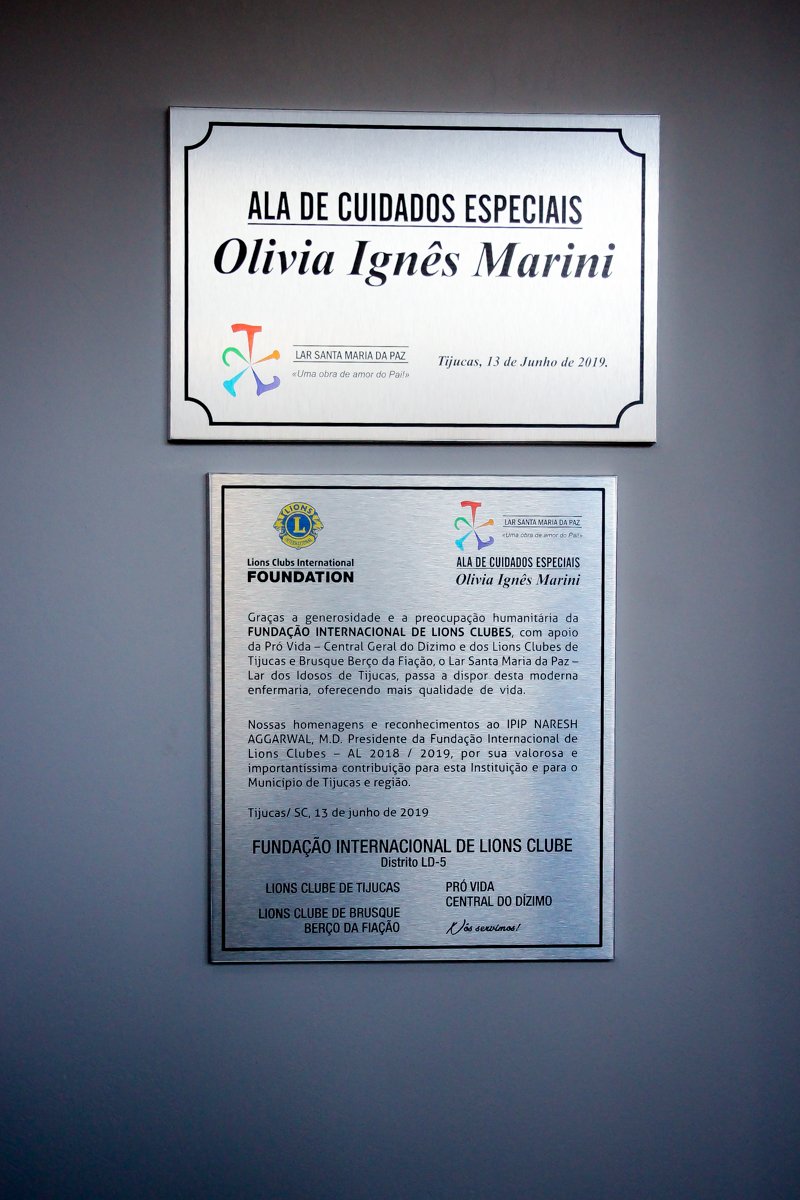 ALA DE CUIDADOS ESPECIAIS
Olivia Ignês Marini
LAR SANTA MARIA DA PAZ
«Uma obra de amor do Pai!»
Tijucas, 13 de Junho de 2019.
LIONS
L
INTERNATIONAL
Lions Clubs International
FOUNDATION
LAR SANTA MARIA DA PAZ
«Uma obra de amor do Pai!»
ALA DE CUIDADOS ESPECIAIS
Olivia Ignês Marini
Graças a generosidade e a preocupação humanitária da
FUNDAÇÃO INTERNACIONAL DE LIONS CLUBES, com apoio
da Pró Vida – Central Geral do Dizimo e dos Lions Clubes de
Tijucas e Brusque Berço da Fiação, o Lar Santa Maria da Paz –
Lar dos Idosos de Tijucas, passa a dispor desta moderna
enfermaria, oferecendo mais qualidade de vida.
Nossas homenagens e reconhecimentos ao IPIP NARESH
AGGARWAL, M.D. Presidente da Fundação Internacional de
Lions Clubes – AL 2018 / 2019, por sua valorosa e
importantíssima contribuição para esta Instituição e para o
Município de Tijucas e região.
Tijucas/ SC, 13 de junho de 2019
FUNDAÇÃO INTERNACIONAL DE LIONS CLUBE
Distrito LD-5
LIONS CLUBE DE TIJUCAS
LIONS CLUBE DE BRUSQUE
BERÇO DA FIAÇÃO
PRÓ VIDA
CENTRAL DO DÍZIMO
Nós servimos!